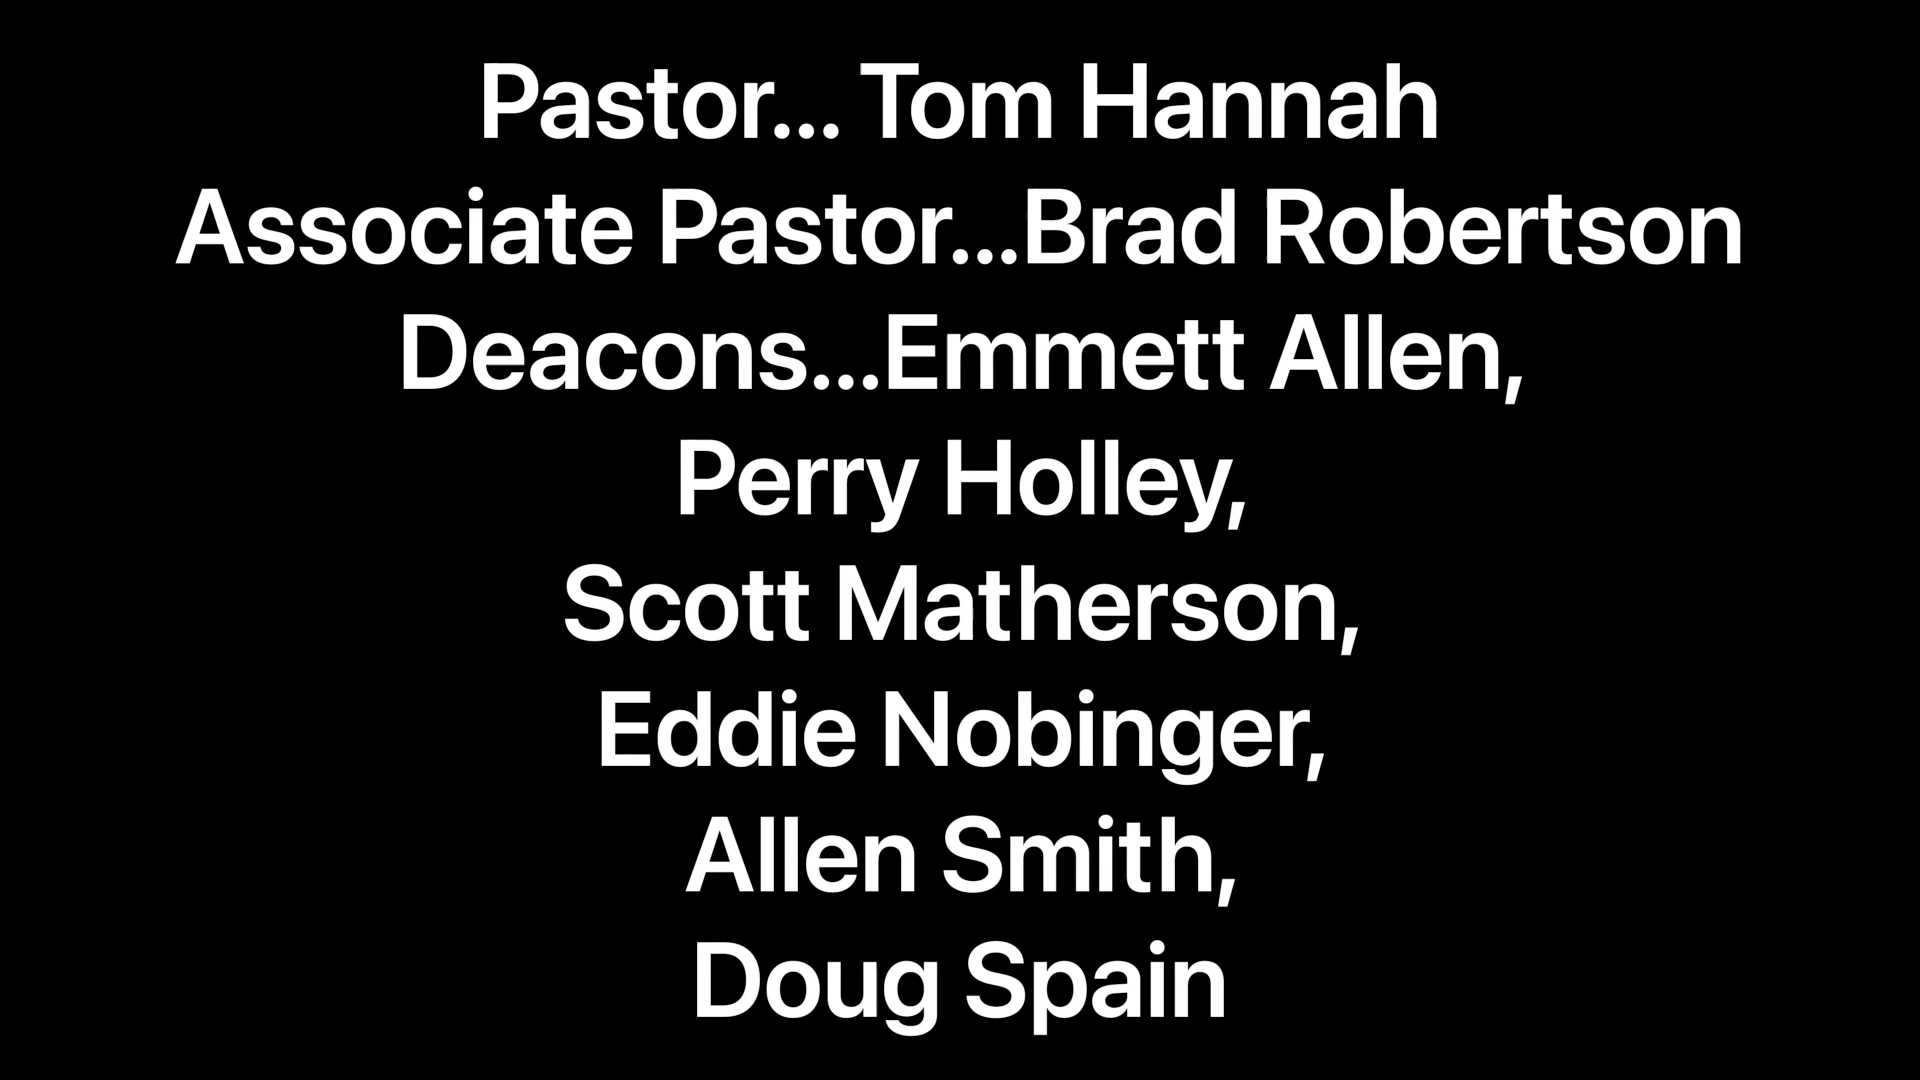 Pastor... Tom Hannah
Associate Pastor...Brad Robertson
Deacons...Emmett Allen,
Perry Holley,
Scott Matherson,
Eddie Nobinger,
Allen Smith,
Doug Spain